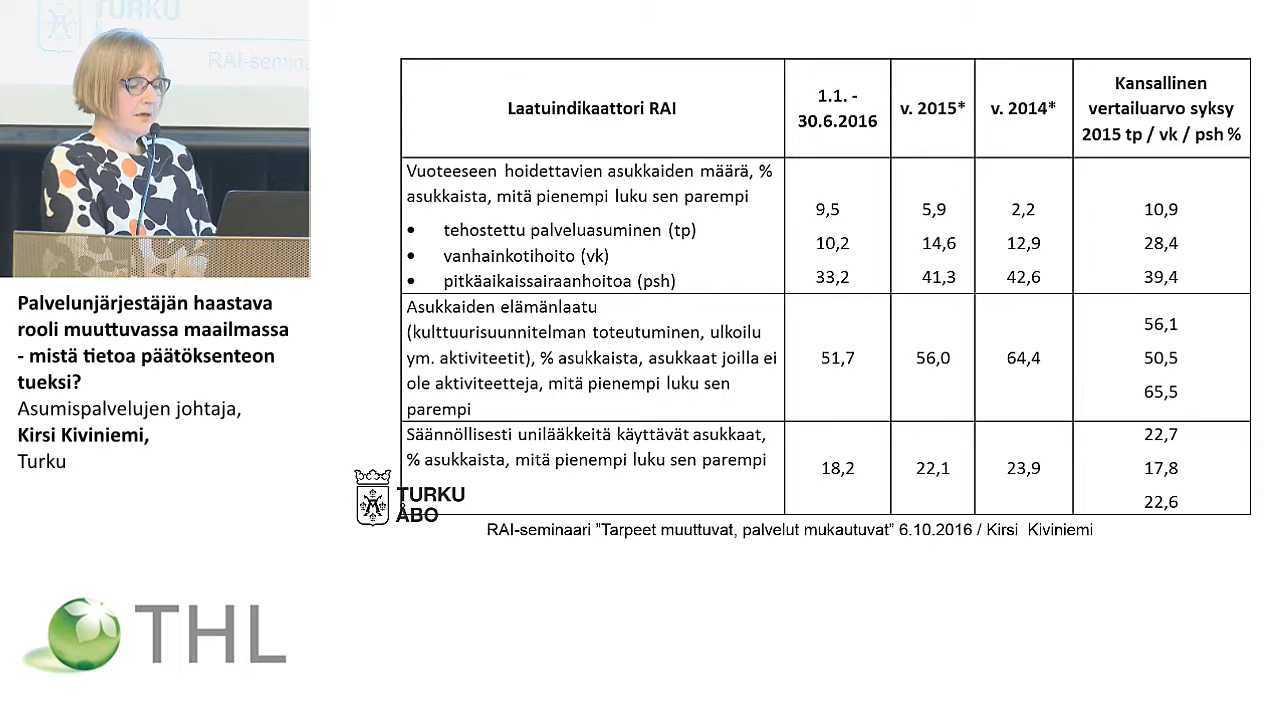 TURKU
RAI-semina
Palvelunjärjestäjän haastava
rooli muuttuvassa maailmassa
- mistä tietoa päätöksenteon
tueksi?
Asumispalvelujen johtaja,
Kirsi Kiviniemi,
Turku
THL
Laatuindikaattori RAI
1.1. -
30.6.2016
v. 2015*
v. 2014*
Kansallinen
vertailuarvo syksy
2015 tp / vk / psh %
Vuoteeseen hoidettavien asukkaiden määrä, %
asukkaista, mitä pienempi luku sen parempi
• tehostettu palveluasuminen (tp)
9,5 5,9 2,2 10,9
• vanhainkotihoito (vk)
10,2 14,6 12,9 28,4
• pitkäaikaissairaanhoitoa (psh)
33,2 41,3 42,6 39,4
Asukkaiden elämänlaatu
(kulttuurisuunnitelman toteutuminen, ulkoilu
ym. aktiviteetit), % asukkaista, asukkaat joilla ei
ole aktiviteetteja, mitä pienempi luku sen
parempi
51,7 56,0 64,4
56,1
50,5
65,5
Säännöllisesti unilääkkeitä käyttävät asukkaat,
% asukkaista, mitä pienempi luku sen parempi
18,2 22,1 23,9
22,7
17,8
22,6
TURKU
ÅBO
RAI-seminaari ”Tarpeet muuttuvat, palvelut mukautuvat” 6.10.2016 / Kirsi Kiviniemi